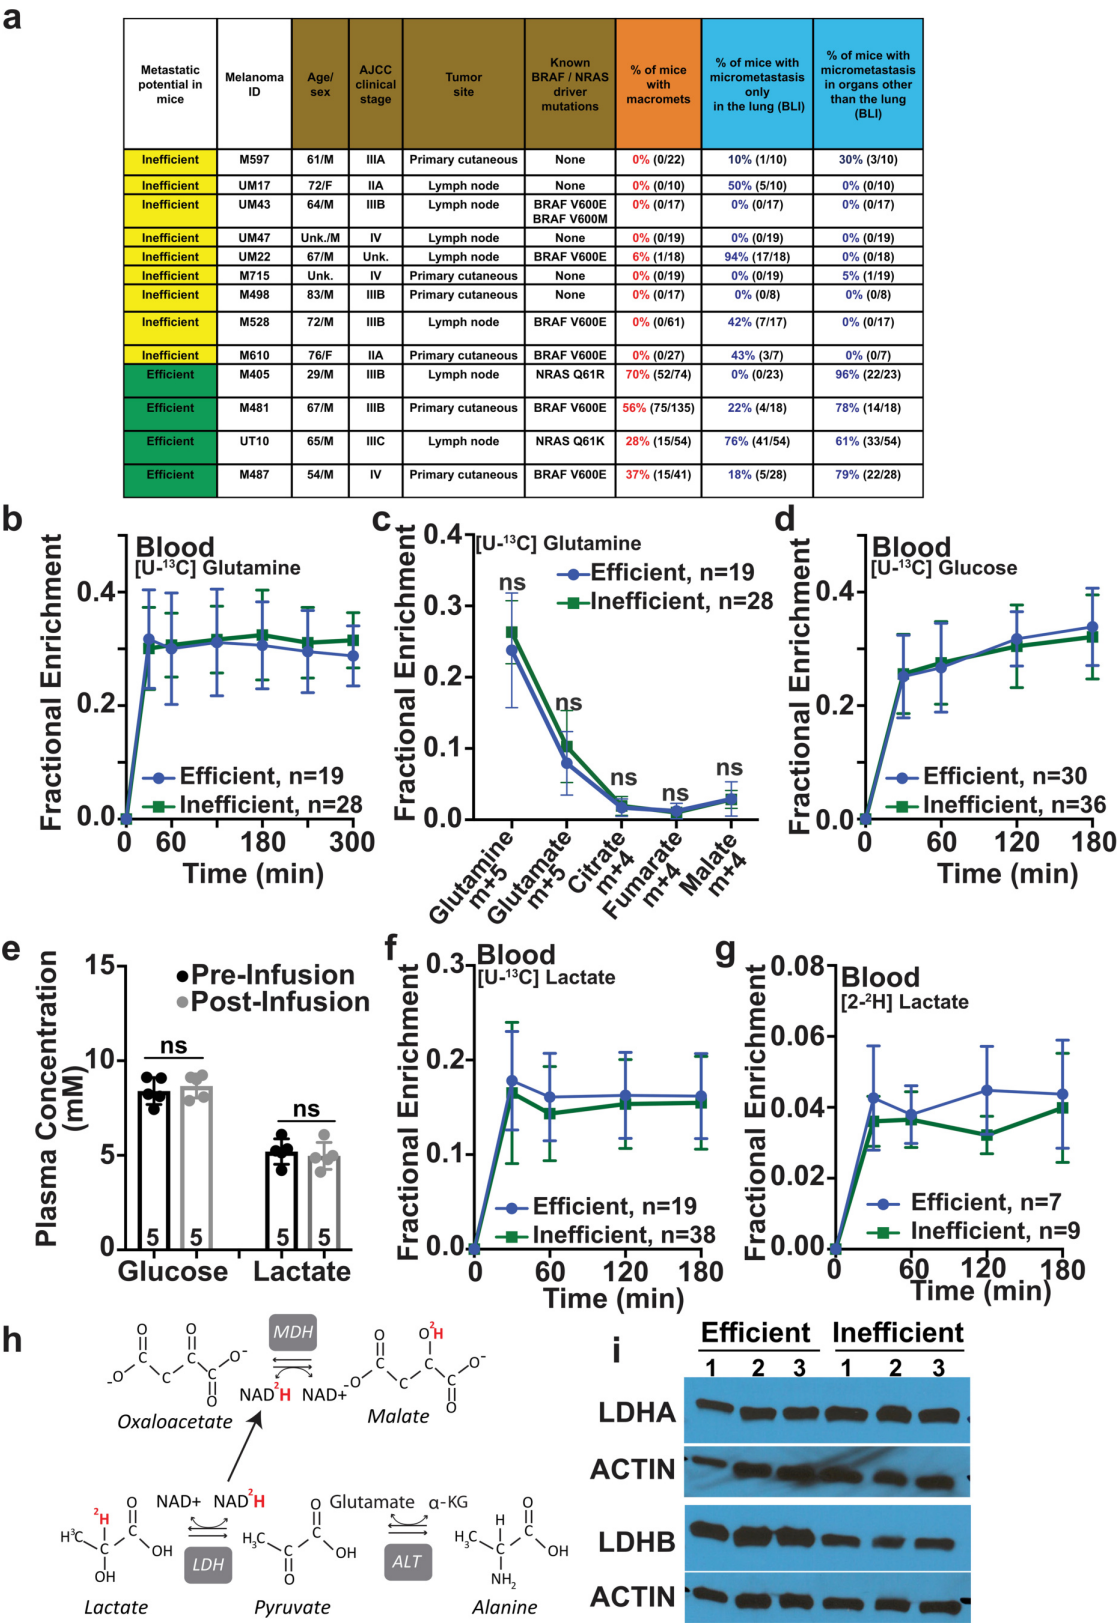 a
Metastatic potential in mice | Melanoma ID | Age/ sex | AJCC clinical stage | Tumor site | Known BRAF / NRAS driver mutations | % of mice with macromets | % of mice with micrometastasis only in the lung (BLI) | % of mice with micrometastasis in organs other than the lung (BLI)
Inefficient | M597 | 61/M | IIIA | Primary cutaneous | None | 0% (0/22) | 10% (1/10) | 30% (3/10)
Inefficient | UM17 | 72/F | IIA | Lymph node | None | 0% (0/10) | 50% (5/10) | 0% (0/10)
Inefficient | UM43 | 64/M | IIIB | Lymph node | BRAF V600E BRAF V600M | 0% (0/17) | 0% (0/17) | 0% (0/17)
Inefficient | UM47 | Unk./M | IV | Lymph node | None | 0% (0/19) | 0% (0/19) | 0% (0/19)
Inefficient | UM22 | 67/M | Unk. | Lymph node | BRAF V600E | 6% (1/18) | 94% (17/18) | 0% (0/18)
Inefficient | M715 | Unk. | IV | Primary cutaneous | None | 0% (0/19) | 0% (0/19) | 5% (1/19)
Inefficient | M498 | 83/M | IIIB | Primary cutaneous | None | 0% (0/17) | 0% (0/8) | 0% (0/8)
Inefficient | M528 | 72/M | IIIB | Lymph node | BRAF V600E | 0% (0/61) | 42% (7/17) | 0% (0/17)
Inefficient | M610 | 76/F | IIA | Primary cutaneous | BRAF V600E | 0% (0/27) | 43% (3/7) | 0% (0/7)
Efficient | M405 | 29/M | IIIB | Lymph node | NRAS Q61R | 70% (52/74) | 0% (0/23) | 96% (22/23)
Efficient | M481 | 67/M | IIIB | Primary cutaneous | BRAF V600E | 56% (75/135) | 22% (4/18) | 78% (14/18)
Efficient | UT10 | 65/M | IIIC | Lymph node | NRAS Q61K | 28% (15/54) | 76% (41/54) | 61% (33/54)
Efficient | M487 | 54/M | IV | Primary cutaneous | BRAF V600E | 37% (15/41) | 18% (5/28) | 79% (22/28)
b
Blood
[U-¹³C] Glutamine
Fractional Enrichment
0.4
0.2
0.0
Efficient, n=19
Inefficient, n=28
0 60 180 300
Time (min)
c
[U-¹³C] Glutamine
Efficient, n=19
Inefficient, n=28
Fractional Enrichment
0.4
0.3
0.2
0.1
0.0
ns
ns
ns
ns
ns
Glutamine m+5
Glutamate m+5
Citrate m+4
Fumarate m+4
Malate m+4
d
Blood
[U-¹³C] Glucose
Fractional Enrichment
0.4
0.2
0.0
Efficient, n=30
Inefficient, n=36
0 60 120 180
Time (min)
e
Pre-Infusion
Post-Infusion
Plasma Concentration
(mM)
15
10
5
0
ns
ns
5 5 5 5
Glucose Lactate
f
Blood
[U-¹³C] Lactate
Fractional Enrichment
0.3
0.2
0.1
0.0
Efficient, n=19
Inefficient, n=38
0 60 120 180
Time (min)
g
Blood
[2-²H] Lactate
Fractional Enrichment
0.08
0.06
0.04
0.02
0.00
Efficient, n=7
Inefficient, n=9
0 60 120 180
Time (min)
h
O O
C C O⁻
⁻O C C
O
Oxaloacetate
MDH
NAD²H NAD+
O²H
O C O⁻
⁻O C C C
O
Malate
NAD+ NAD²H
Glutamate α-KG
²H O
H₃C C C OH
OH
Lactate
LDH
O
H₃C C C OH
O
Pyruvate
ALT
H O
H₃C C C OH
NH₂
Alanine
i
Efficient Inefficient
1 2 3 1 2 3
LDHA
ACTIN
LDHB
ACTIN